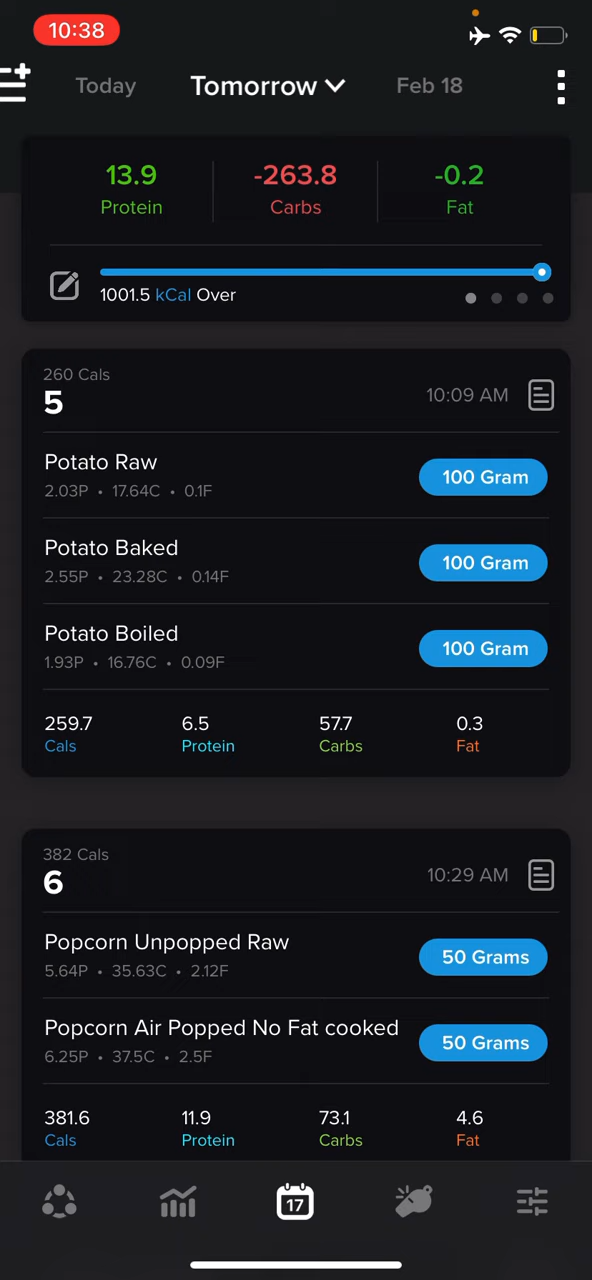 10:38
Today Tomorrow Feb 18
13.9 -263.8 -0.2
Protein Carbs Fat
1001.5 kCal Over
260 Cals
5 10:09 AM
Potato Raw
2.03P • 17.64C • 0.1F
100 Gram
Potato Baked
2.55P • 23.28C • 0.14F
100 Gram
Potato Boiled
1.93P • 16.76C • 0.09F
100 Gram
259.7 6.5 57.7 0.3
Cals Protein Carbs Fat
382 Cals
6 10:29 AM
Popcorn Unpopped Raw
5.64P • 35.63C • 2.12F
50 Grams
Popcorn Air Popped No Fat cooked
6.25P • 37.5C • 2.5F
50 Grams
381.6 11.9 73.1 4.6
Cals Protein Carbs Fat
17